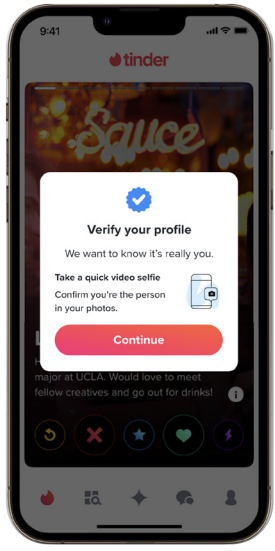 9:41
tinder
Sauce
Verify your profile
We want to know it's really you.
Take a quick video selfie
Confirm you're the person
in your photos.
Continue
L
H
major at UCLA. Would love to meet
fellow creatives and go out for drinks!